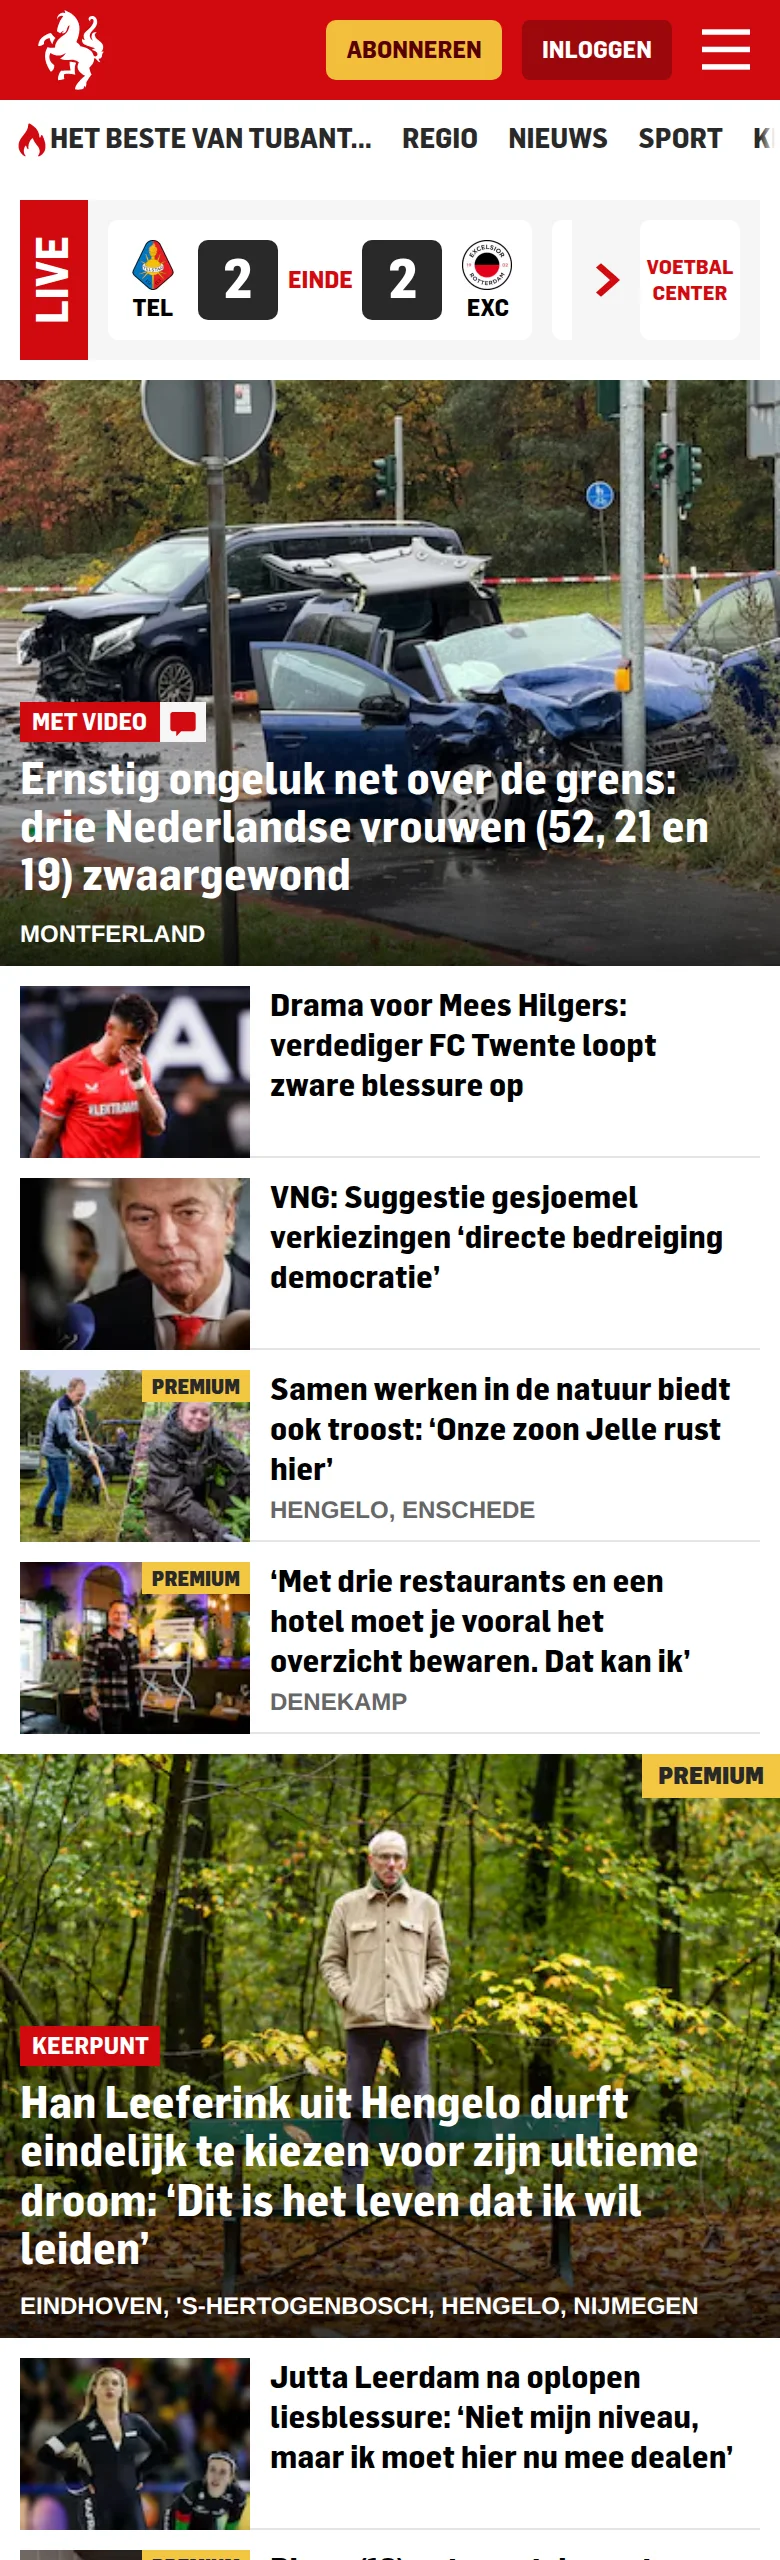 ABONNEREN
INLOGGEN
HET BESTE VAN TUBANT... REGIO NIEUWS SPORT
LIVE
TEL
2
EINDE
2
EXCELSIOR
ROTTERDAM
EXC
VOETBAL
CENTER
MET VIDEO
Ernstig ongeluk net over de grens:
drie Nederlandse vrouwen (52, 21 en
19) zwaargewond
MONTFERLAND
Drama voor Mees Hilgers:
verdediger FC Twente loopt
zware blessure op
VNG: Suggestie gesjoemel
verkiezingen ‘directe bedreiging
democratie’
PREMIUM
Samen werken in de natuur biedt
ook troost: ‘Onze zoon Jelle rust
hier’
HENGELO, ENSCHEDE
PREMIUM
‘Met drie restaurants en een
hotel moet je vooral het
overzicht bewaren. Dat kan ik’
DENEKAMP
PREMIUM
KEERPUNT
Han Leeferink uit Hengelo durft
eindelijk te kiezen voor zijn ultieme
droom: ‘Dit is het leven dat ik wil
leiden’
EINDHOVEN, 'S-HERTOGENBOSCH, HENGELO, NIJMEGEN
Jutta Leerdam na oplopen
liesblessure: ‘Niet mijn niveau,
maar ik moet hier nu mee dealen’